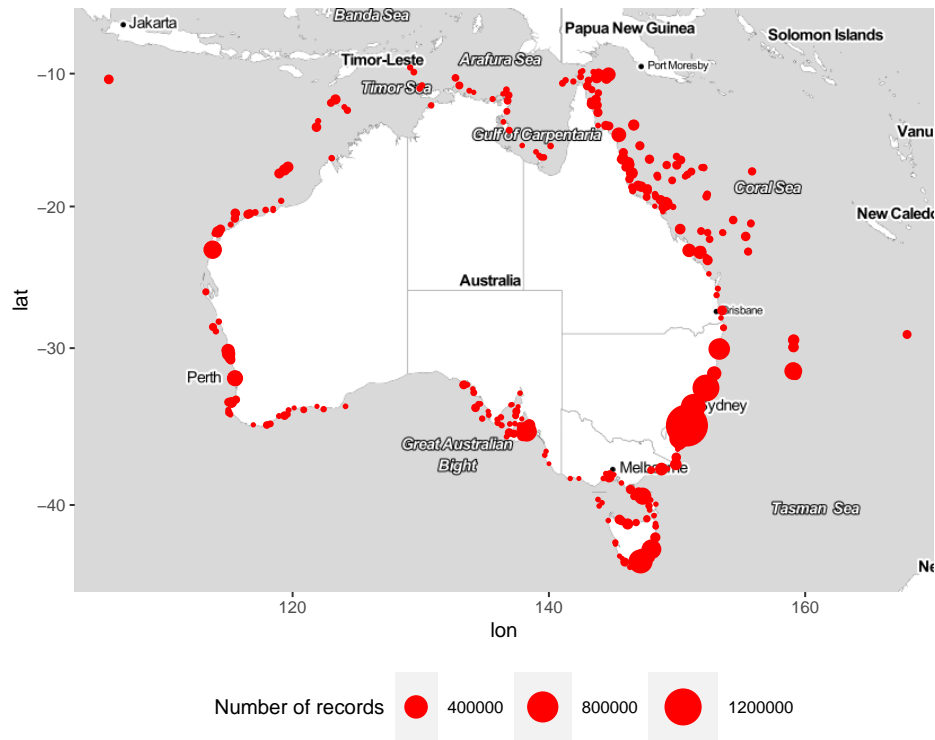 Jakarta
Banda Sea
Papua New Guinea
Solomon Islands
Timor-Leste
Arafura Sea
Port Moresby
−10
Timor Sea
Gulf of Carpentaria
Vanu
Coral Sea
−20
New Caledo
Australia
lat
Brisbane
−30
Perth
ydney
Great Australian
Bight
Melbourne
−40
Tasman Sea
Ne
120
140
160
lon
Number of records
400000
800000
1200000